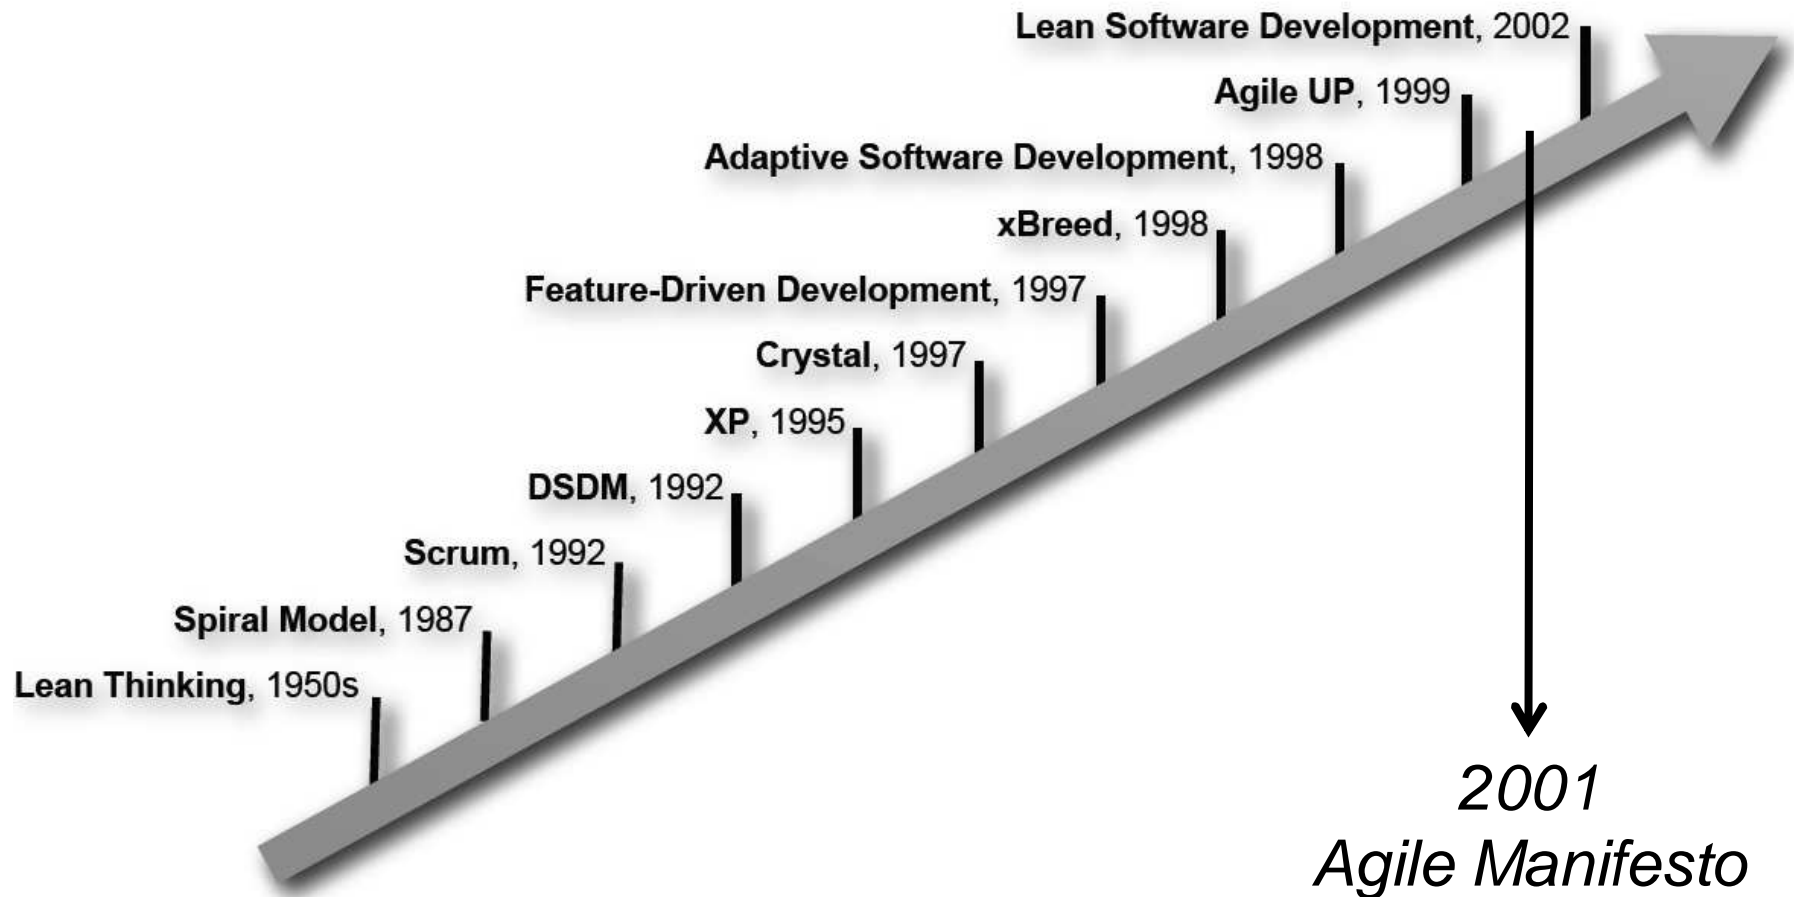 Lean Software Development, 2002
Agile UP, 1999
Adaptive Software Development, 1998
xBreed, 1998
Feature-Driven Development, 1997
Crystal, 1997
XP, 1995
DSDM, 1992
Scrum, 1992
Spiral Model, 1987
Lean Thinking, 1950s
2001
Agile Manifesto